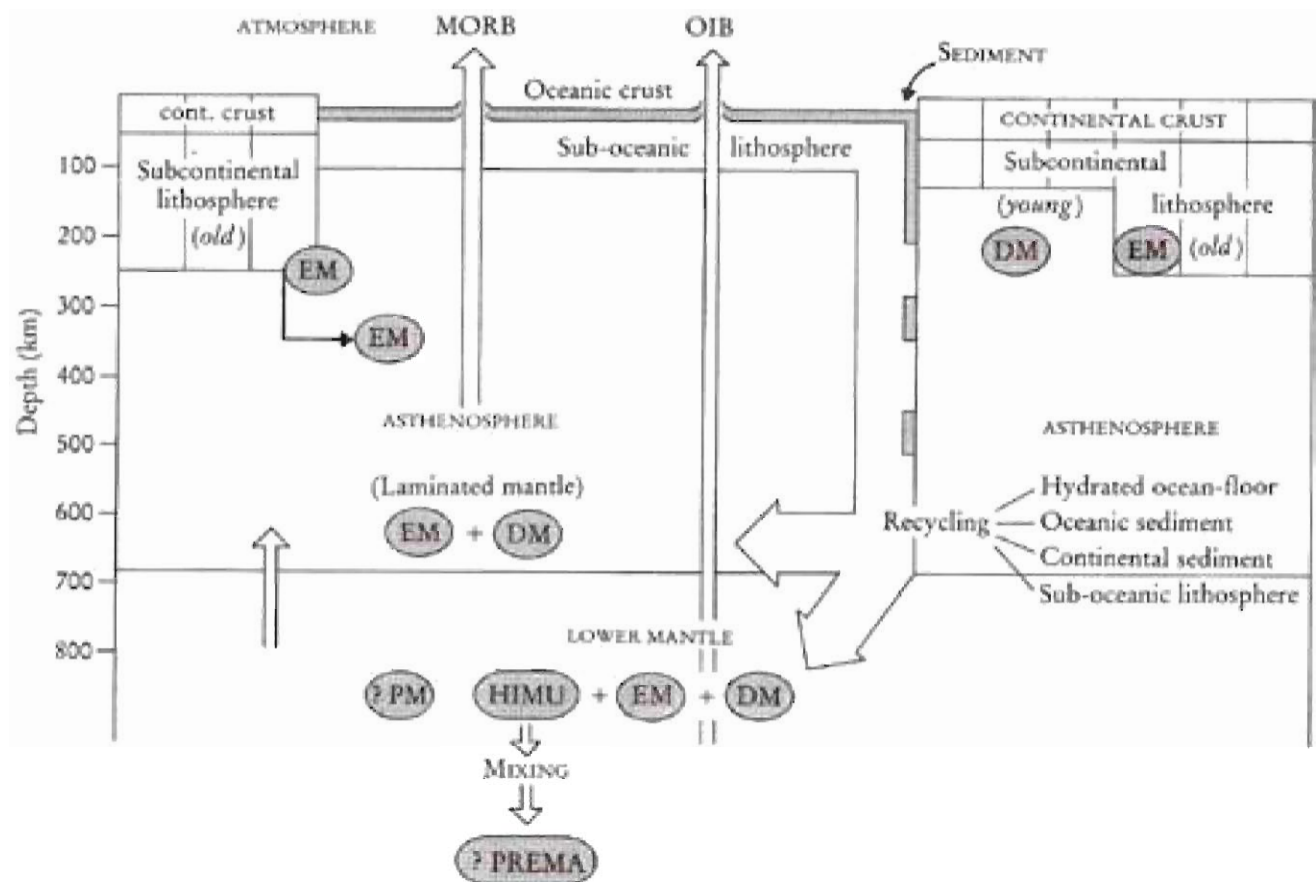 ATMOSPHERE
MORB
OIB
SEDIMENT
Oceanic crust
cont. crust
CONTINENTAL CRUST
Sub-oceanic lithosphere
Subcontinental
lithosphere
(old)
Subcontinental
(young)
lithosphere
(old)
DM
EM
EM
EM
Depth (km)
100
200
300
400
500
600
700
800
ASTHENOSPHERE
ASTHENOSPHERE
(Laminated mantle)
EM + DM
Recycling
Hydrated ocean-floor
Oceanic sediment
Continental sediment
Sub-oceanic lithosphere
LOWER MANTLE
? PM
HIMU + EM + DM
MIXING
? PREMA